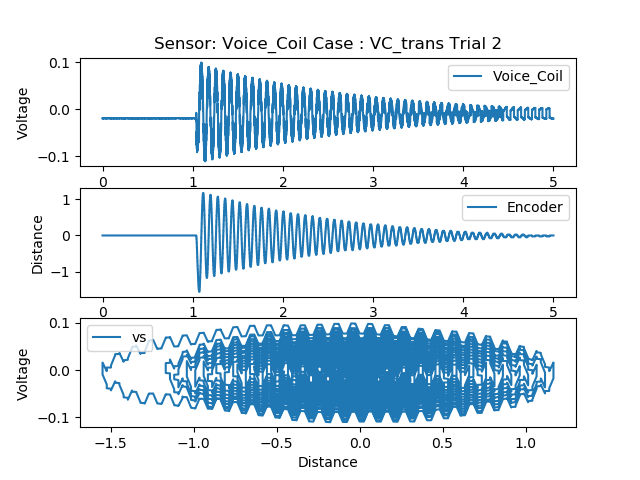 Sensor: Voice_Coil Case : VC_trans Trial 2
0.1
0.0
−0.1
Voltage
Voice_Coil
0 1 2 3 4 5
1
0
−1
Distance
Encoder
0 1 2 3 4 5
0.1
0.0
−0.1
Voltage
vs
−1.5 −1.0 −0.5 0.0 0.5 1.0
Distance